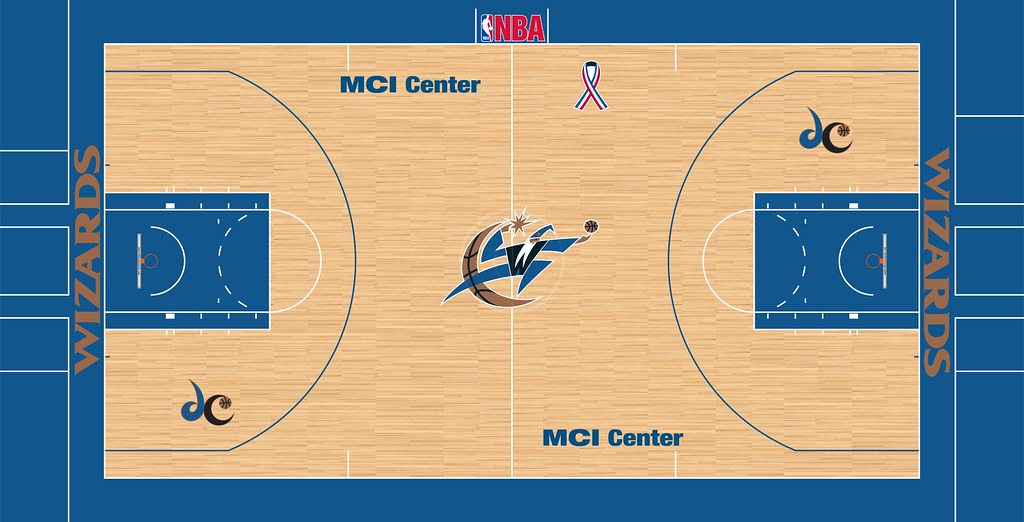 NBA
MCI Center
dc
WIZARDS
W
WIZARDS
dc
MCI Center